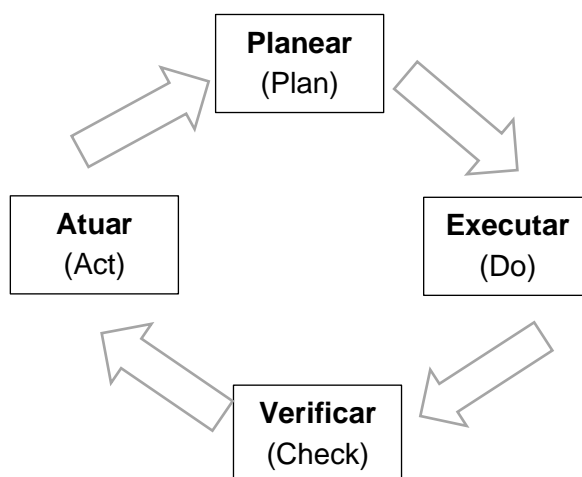 Planear
(Plan)
Executar
(Do)
Verificar
(Check)
Atuar
(Act)